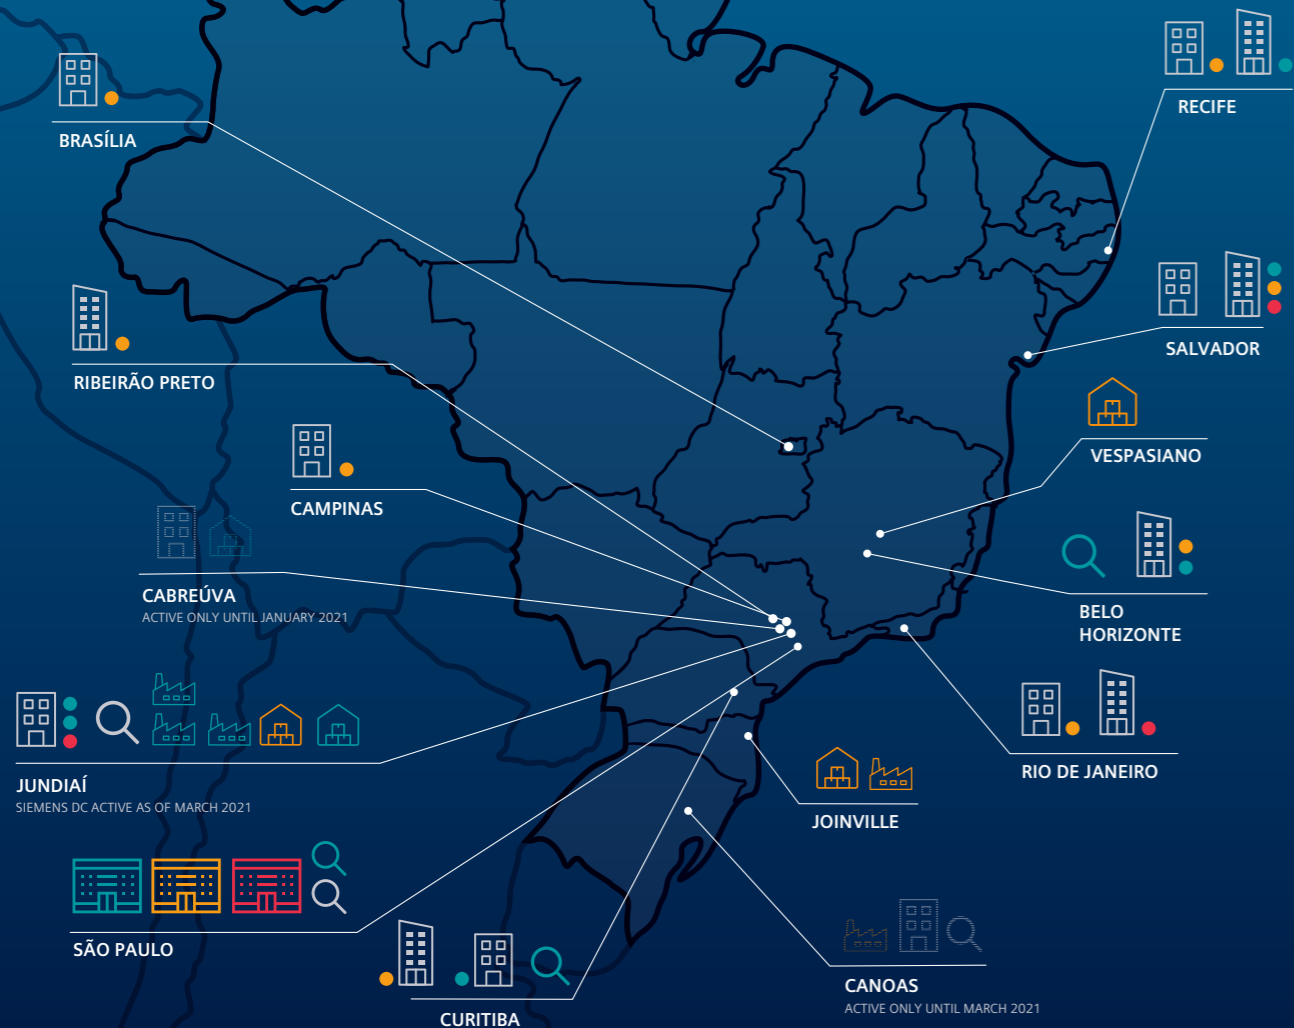 RECIFE
BRASÍLIA
SALVADOR
RIBEIRÃO PRETO
VESPASIANO
CAMPINAS
CABREÚVA
ACTIVE ONLY UNTIL JANUARY 2021
BELO
HORIZONTE
JUNDIAÍ
SIEMENS DC ACTIVE AS OF MARCH 2021
RIO DE JANEIRO
JOINVILLE
SÃO PAULO
CANOAS
ACTIVE ONLY UNTIL MARCH 2021
CURITIBA